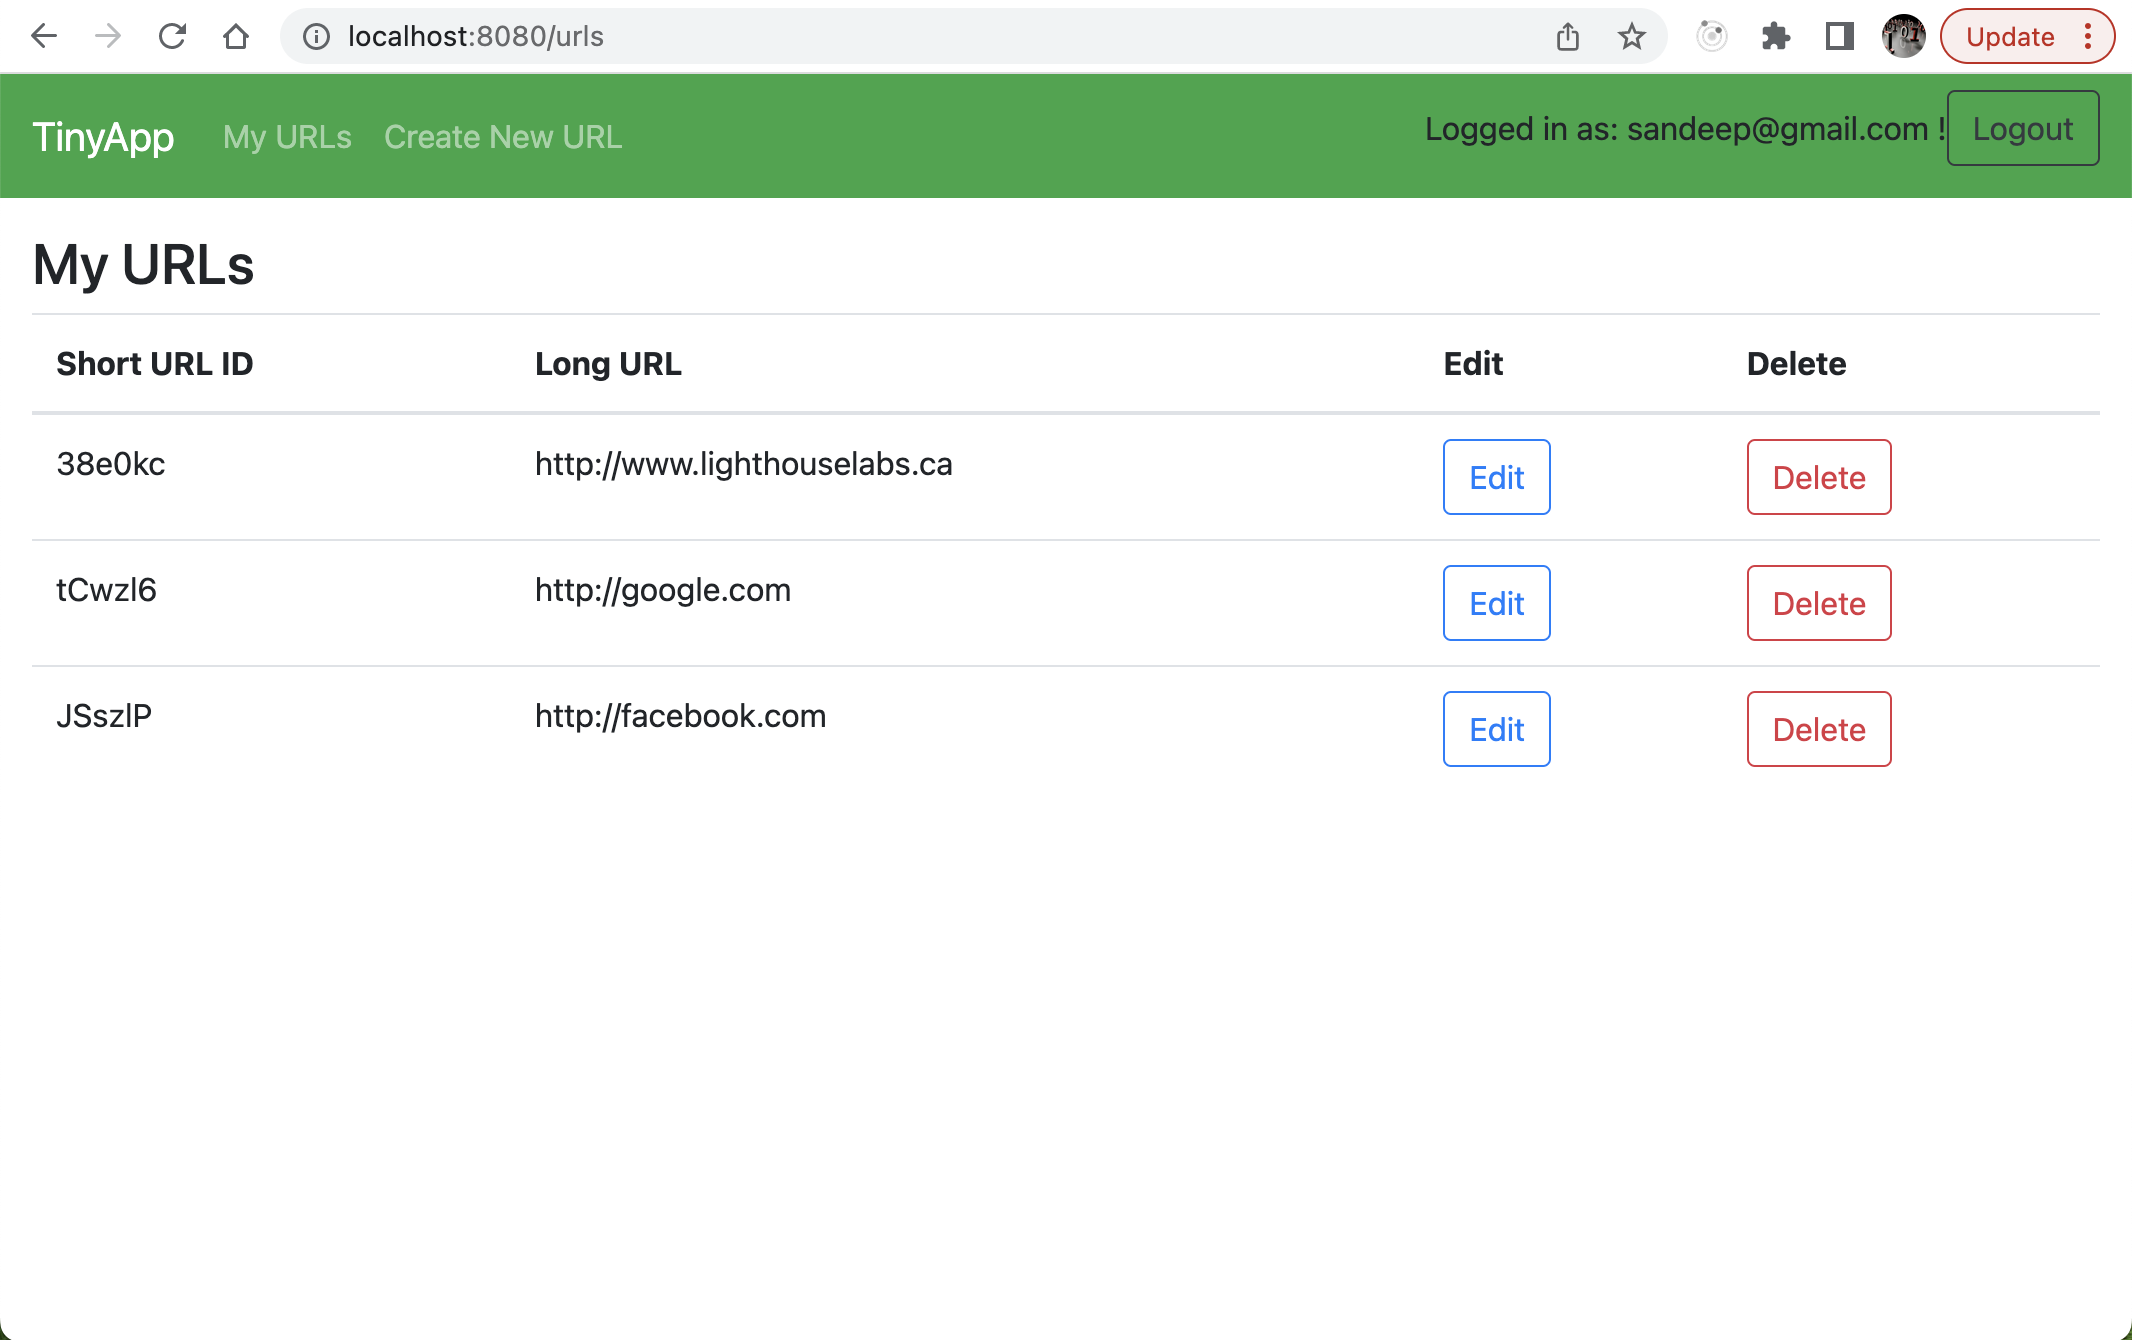 localhost:8080/urls
Update
TinyApp My URLs Create New URL Logged in as: sandeep@gmail.com ! Logout
My URLs
Short URL ID Long URL Edit Delete
38e0kc http://www.lighthouselabs.ca Edit Delete
tCwzl6 http://google.com Edit Delete
JSszlP http://facebook.com Edit Delete